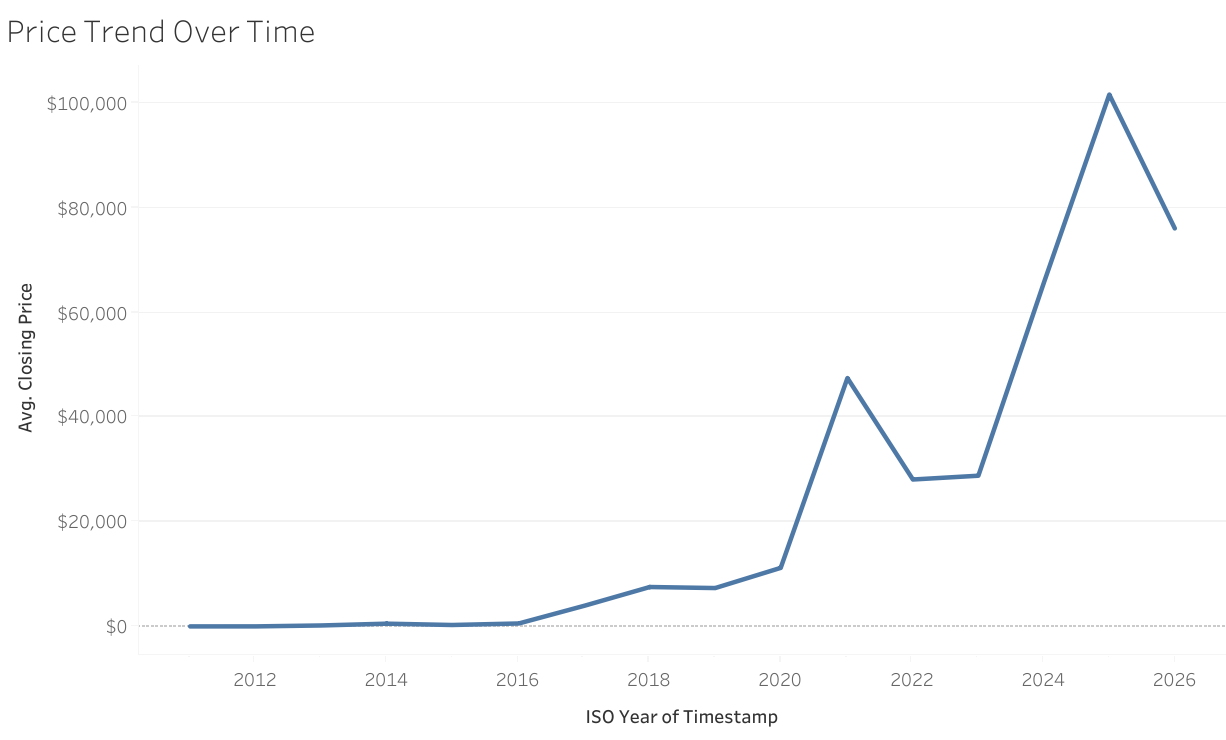 Price Trend Over Time
$100,000
$80,000
$60,000
$40,000
$20,000
$0
Avg. Closing Price
2012 2014 2016 2018 2020 2022 2024 2026
ISO Year of Timestamp